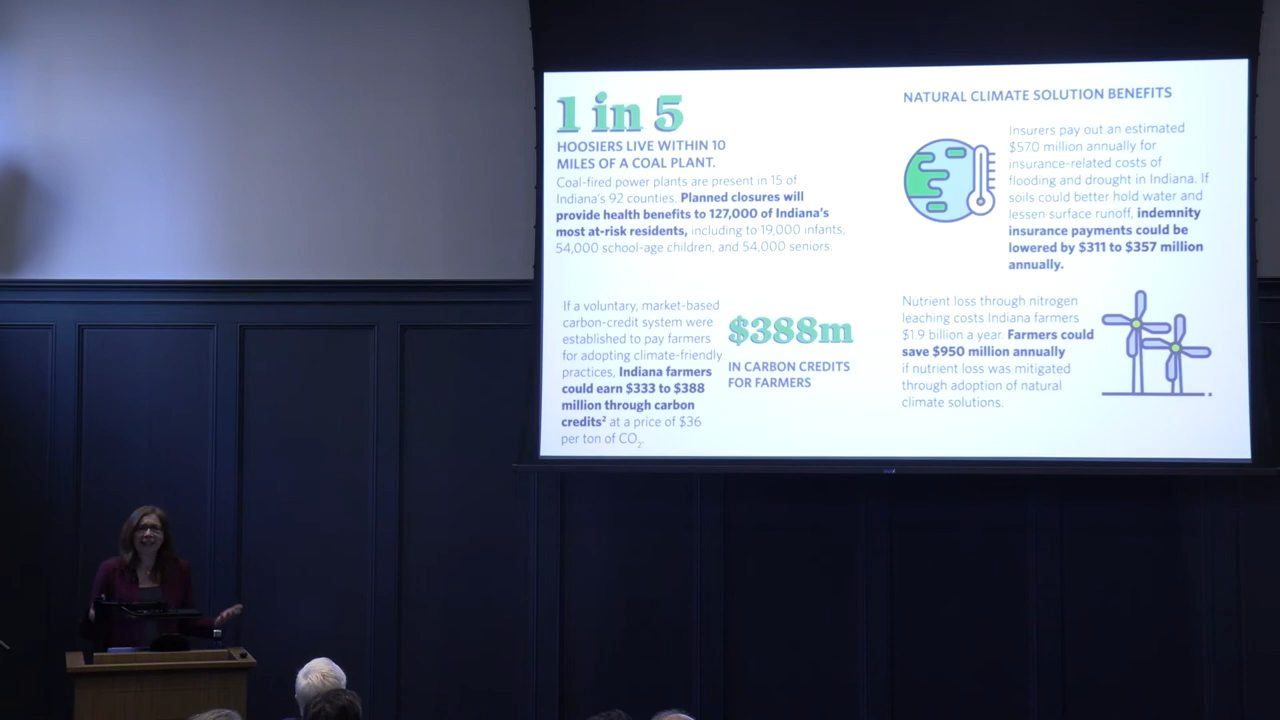 1 in 5
HOOSIERS LIVE WITHIN 10
MILES OF A COAL PLANT.
Coal-fired power plants are present in 15 of
Indiana's 92 counties. Planned closures will
provide health benefits to 127,000 of Indiana's
most at-risk residents, including to 19,000 infants,
54,000 school-age children, and 54,000 seniors.
If a voluntary, market-based
carbon-credit system were
established to pay farmers
for adopting climate-friendly
practices, Indiana farmers
could earn $333 to $388
million through carbon
credits² at a price of $36
per ton of CO₂.
$388m
IN CARBON CREDITS
FOR FARMERS
NATURAL CLIMATE SOLUTION BENEFITS
Insurers pay out an estimated
$570 million annually for
insurance-related costs of
flooding and drought in Indiana. If
soils could better hold water and
lessen surface runoff, indemnity
insurance payments could be
lowered by $311 to $357 million
annually.
Nutrient loss through nitrogen
leaching costs Indiana farmers
$1.9 billion a year. Farmers could
save $950 million annually
if nutrient loss was mitigated
through adoption of natural
climate solutions.